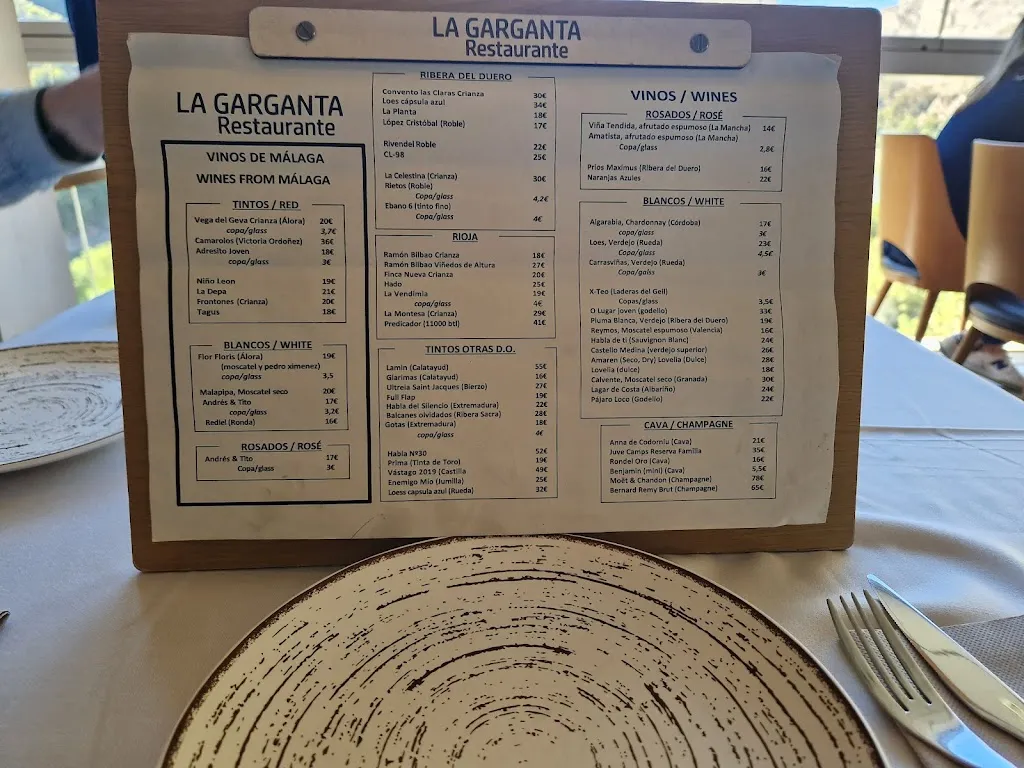 LA GARGANTA
Restaurante
LA GARGANTA
Restaurante
VINOS DE MÁLAGA
WINES FROM MÁLAGA
TINTOS / RED
Vega del Geva Crianza (Álora) 20€
copa/glass 3,7€
Camarolos (Victoria Ordoñez) 36€
Adresito Joven 18€
copa/glass 3€
Niño Leon 19€
La Depa 21€
Frontones (Crianza) 20€
Tagus 18€
BLANCOS / WHITE
Flor Floris (Álora) 19€
(moscatel y pedro ximenez)
copa/glass 3,5
Malapipa, Moscatel seco 20€
Andrés & Tito 17€
copa/glass 3,2€
Rediel (Ronda) 16€
ROSADOS / ROSÉ
Andrés & Tito 17€
Copa/glass 3€
RIBERA DEL DUERO
Convento las Claras Crianza 30€
Loes cápsula azul 34€
La Planta 18€
López Cristóbal (Roble) 17€
Rivendel Roble 22€
CL-98 25€
La Celestina (Crianza) 30€
Rietos (Roble)
Copa/glass 4,2€
Ebano 6 (tinto fino)
Copa/glass 4€
RIOJA
Ramón Bilbao Crianza 18€
Ramón Bilbao Viñedos de Altura 27€
Finca Nueva Crianza 20€
Hado 25€
La Vendimia 19€
copa/glass 4€
La Montesa (Crianza) 29€
Predicador (11000 btl) 41€
TINTOS OTRAS D.O.
Lamin (Calatayud) 55€
Glarimas (Calatayud) 16€
Ultreia Saint Jacques (Bierzo) 27€
Full Flap 19€
Habla del Silencio (Extremadura) 22€
Balcanes olvidados (Ribera Sacra) 28€
Gotas (Extremadura) 18€
copa/glass 4€
Habla Nº30 52€
Prima (Tinta de Toro) 19€
Vástago 2019 (Castilla 49€
Enemigo Mío (Jumilla) 25€
Loess capsula azul (Rueda) 32€
VINOS / WINES
ROSADOS / ROSÉ
Viña Tendida, afrutado espumoso (La Mancha) 14€
Amatista, afrutado espumoso (La Mancha)
Copa/glass 2,8€
Prios Maximus (Ribera del Duero) 16€
Naranjas Azules 22€
BLANCOS / WHITE
Algarabía, Chardonnay (Córdoba) 17€
copa/glass 3€
Loes, Verdejo (Rueda) 23€
Copa/glass 4,5€
Carrasviñas, Verdejo (Rueda)
Copa/galss 3€
X-Teo (Laderas del Geil)
Copas/glass 3,5€
O Lugar joven (godello) 33€
Pluma Blanca, Verdejo (Ribera del Duero) 19€
Reymos, Moscatel espumoso (Valencia) 16€
Habla de ti (Sauvignon Blanc) 24€
Castello Medina (verdejo superior) 26€
Amaren (Seco, Dry) Lovelia (Dulce) 28€
Lovelia (dulce) 18€
Calvente, Moscatel seco (Granada) 30€
Lagar de Costa (Albariño) 24€
Pájaro Loco (Godello) 22€
CAVA / CHAMPAGNE
Anna de Codorniu (Cava) 21€
Juve Camps Reserva Familla 35€
Rondel Oro (Cava) 16€
Benjamin (mini) (Cava) 5,5€
Moët & Chandon (Champagne) 78€
Bernard Remy Brut (Champagne) 65€